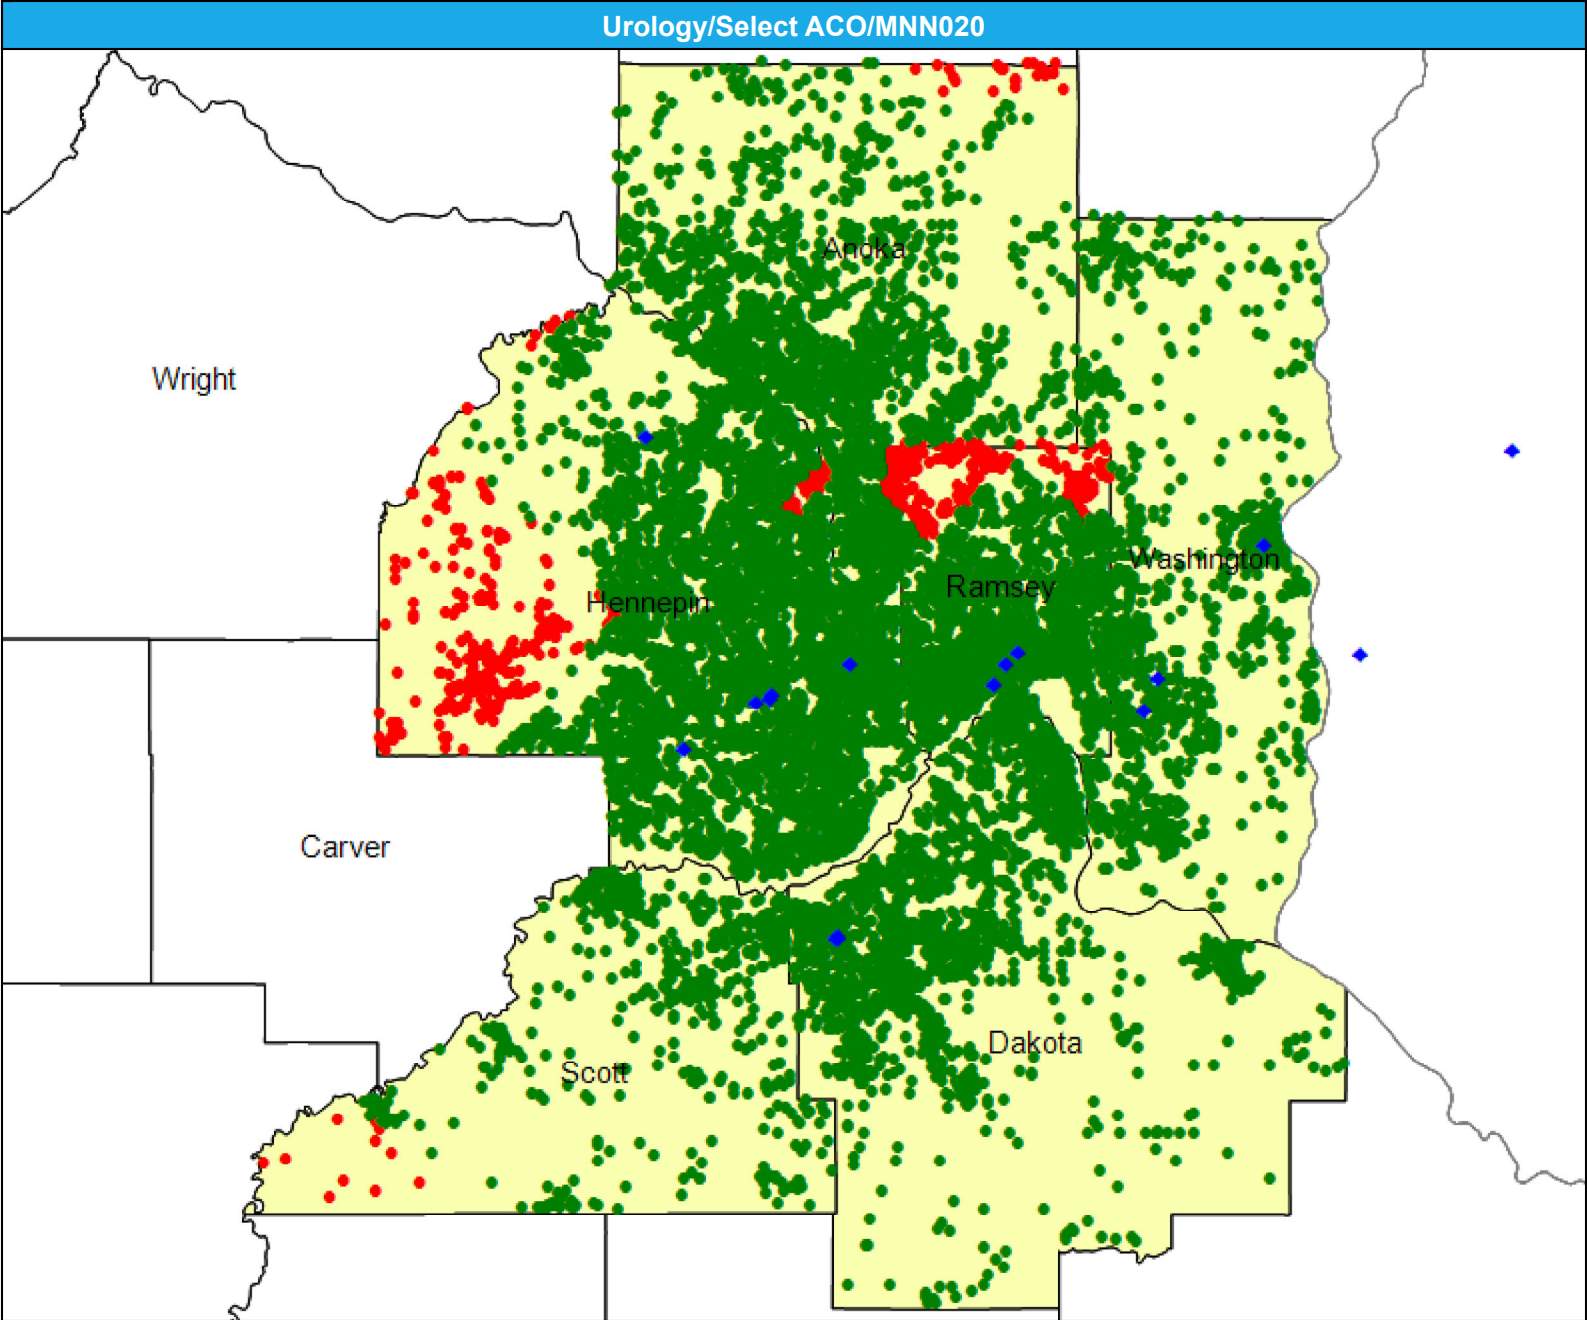 Urology/Select ACO/MNN020
Anoka
Wright
Washington
Ramsey
Hennepin
Carver
Dakota
Scott